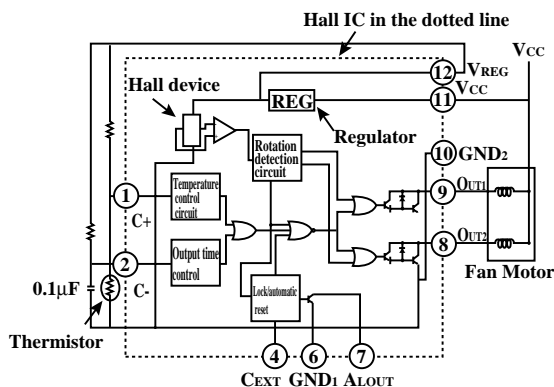 Hall IC in the dotted line
VCC
12
VREG
Hall device
VCC
REG
11
Regulator
10
GND2
Rotation
detection
circuit
9
OUT1
1
C+
Temperature
control
circuit
8
OUT2
2
C-
Output time
control
Fan Motor
0.1µF
Lock/automatic
reset
Thermistor
4
6
7
CEXT
GND1
ALOUT